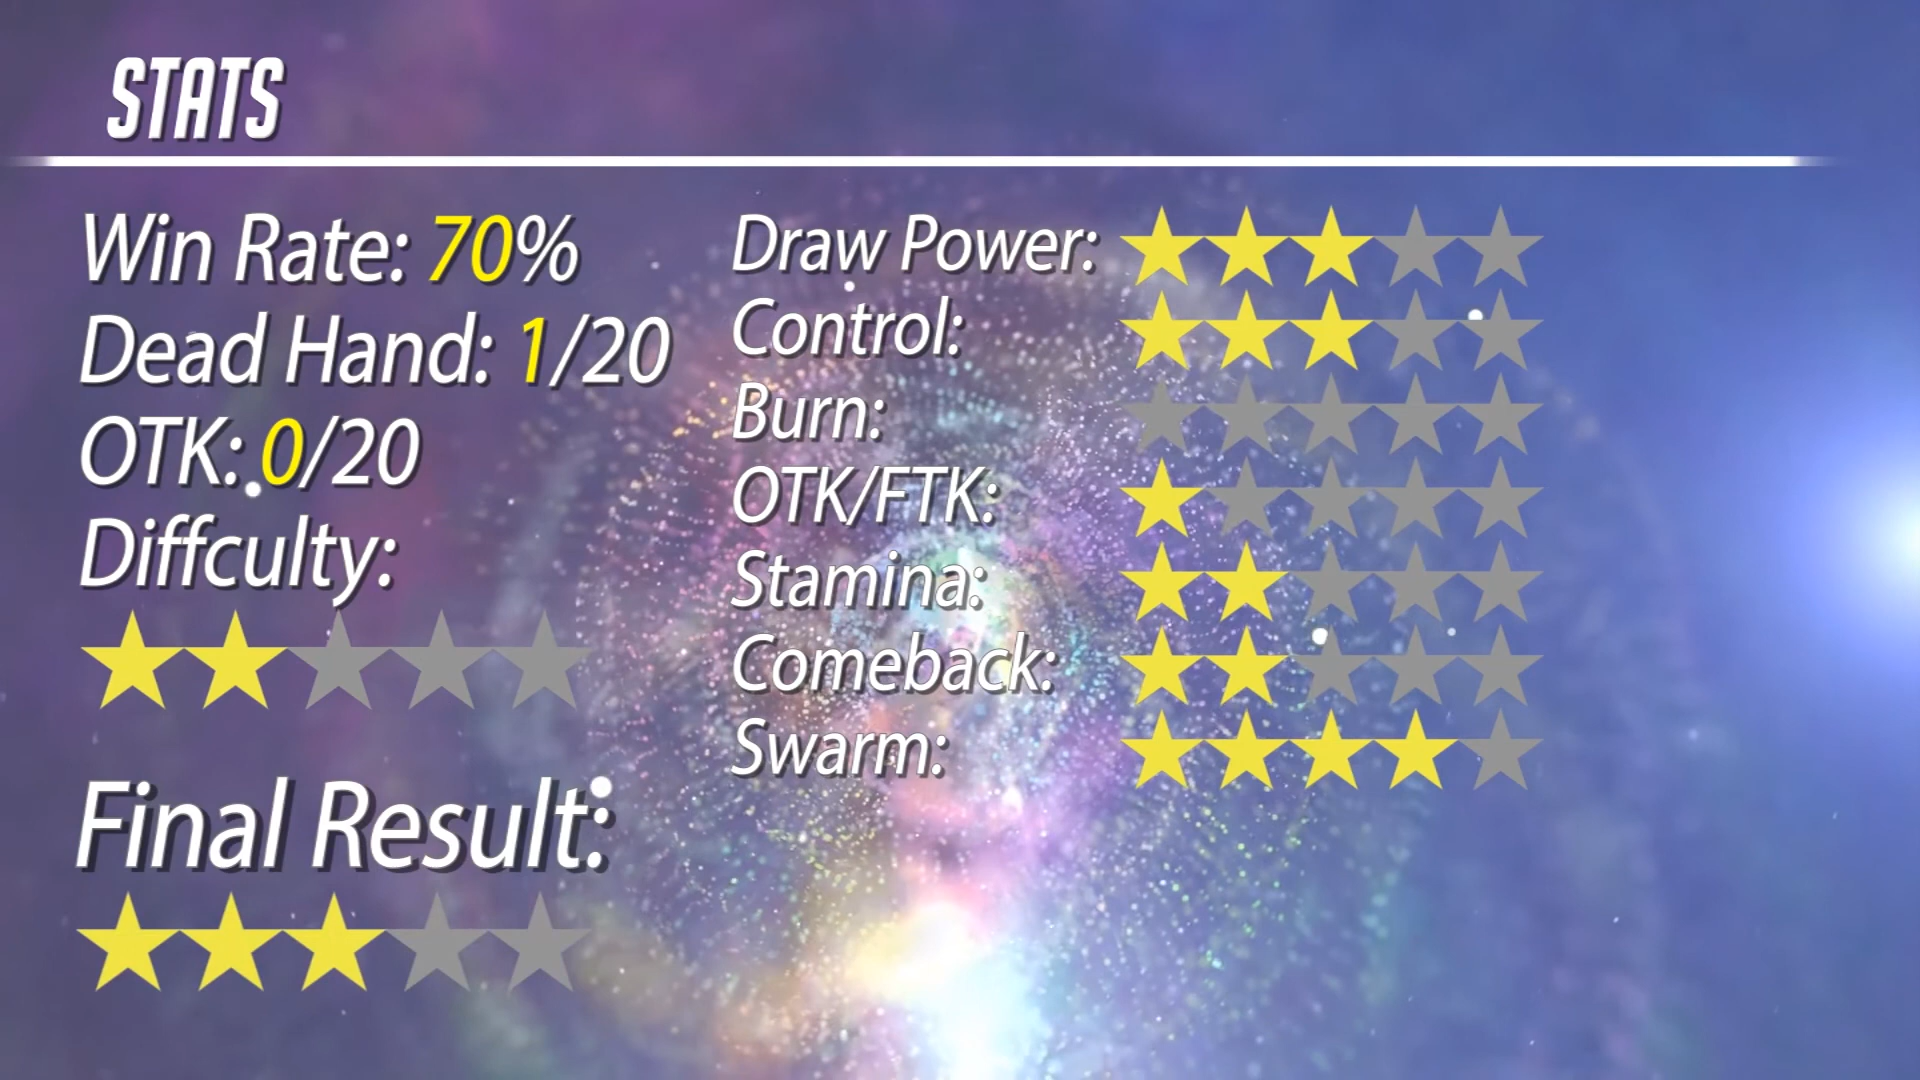 STATS
Win Rate: 70%
Dead Hand: 1/20
OTK: 0/20
Diffculty:
Final Result:
Draw Power:
Control:
Burn:
OTK/FTK:
Stamina:
Comeback:
Swarm: